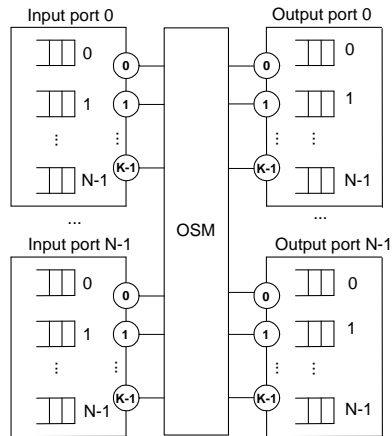 Input port 0
Output port 0
0
0
0
0
1
1
1
1
...
...
...
...
N-1
K-1
K-1
N-1
...
...
OSM
Input port N-1
Output port N-1
0
0
0
0
1
1
1
1
...
...
...
...
N-1
K-1
K-1
N-1